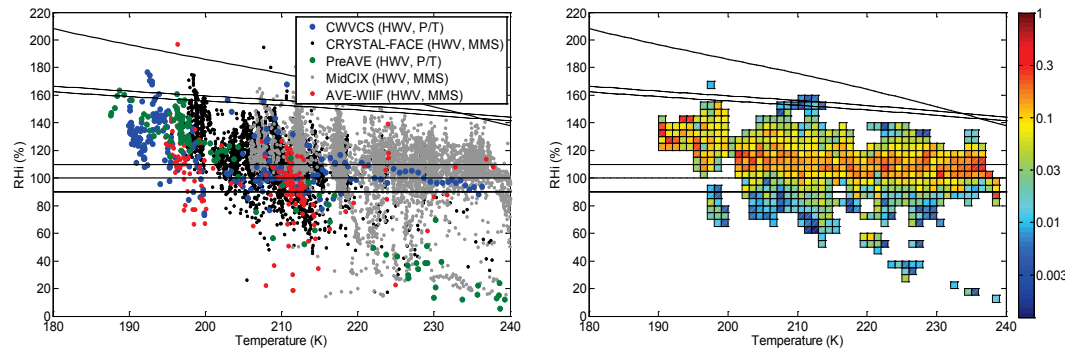 220
200
180
160
140
120
100
80
60
40
20
0
RHi (%)
180 190 200 210 220 230 240
Temperature (K)
CWVCS (HWV, P/T)
CRYSTAL-FACE (HWV, MMS)
PreAVE (HWV, P/T)
MidCIX (HWV, MMS)
AVE-WIIF (HWV, MMS)
220
200
180
160
140
120
100
80
60
40
20
0
RHi (%)
180 190 200 210 220 230 240
Temperature (K)
1
0.3
0.1
0.03
0.01
0.003